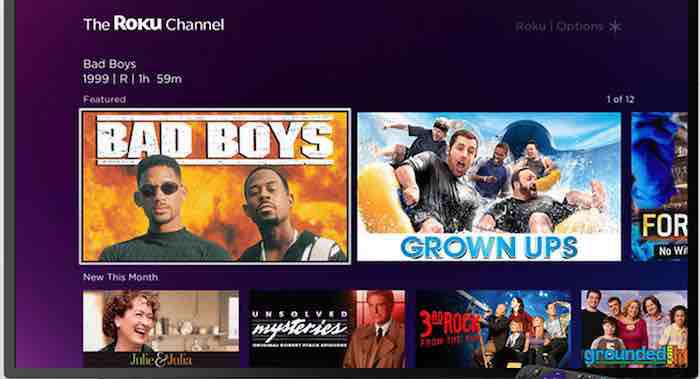 The Roku Channel
Roku | Options
Bad Boys
1999 | R | 1h 59m
Featured
1 of 12
BAD BOYS
GROWN UPS
FOR
No Wi
New This Month
Julie & Julia
UNSOLVED
mysteries
ORIGINAL ROBERT STACK EPISODES
3RD ROCK
FROM THE SUN
grounded